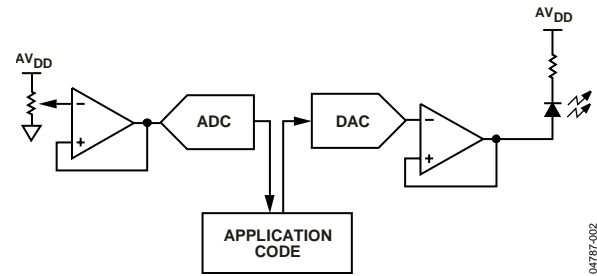 AVDD
AVDD
−
+
ADC
DAC
−
+
APPLICATION
CODE
04787-002